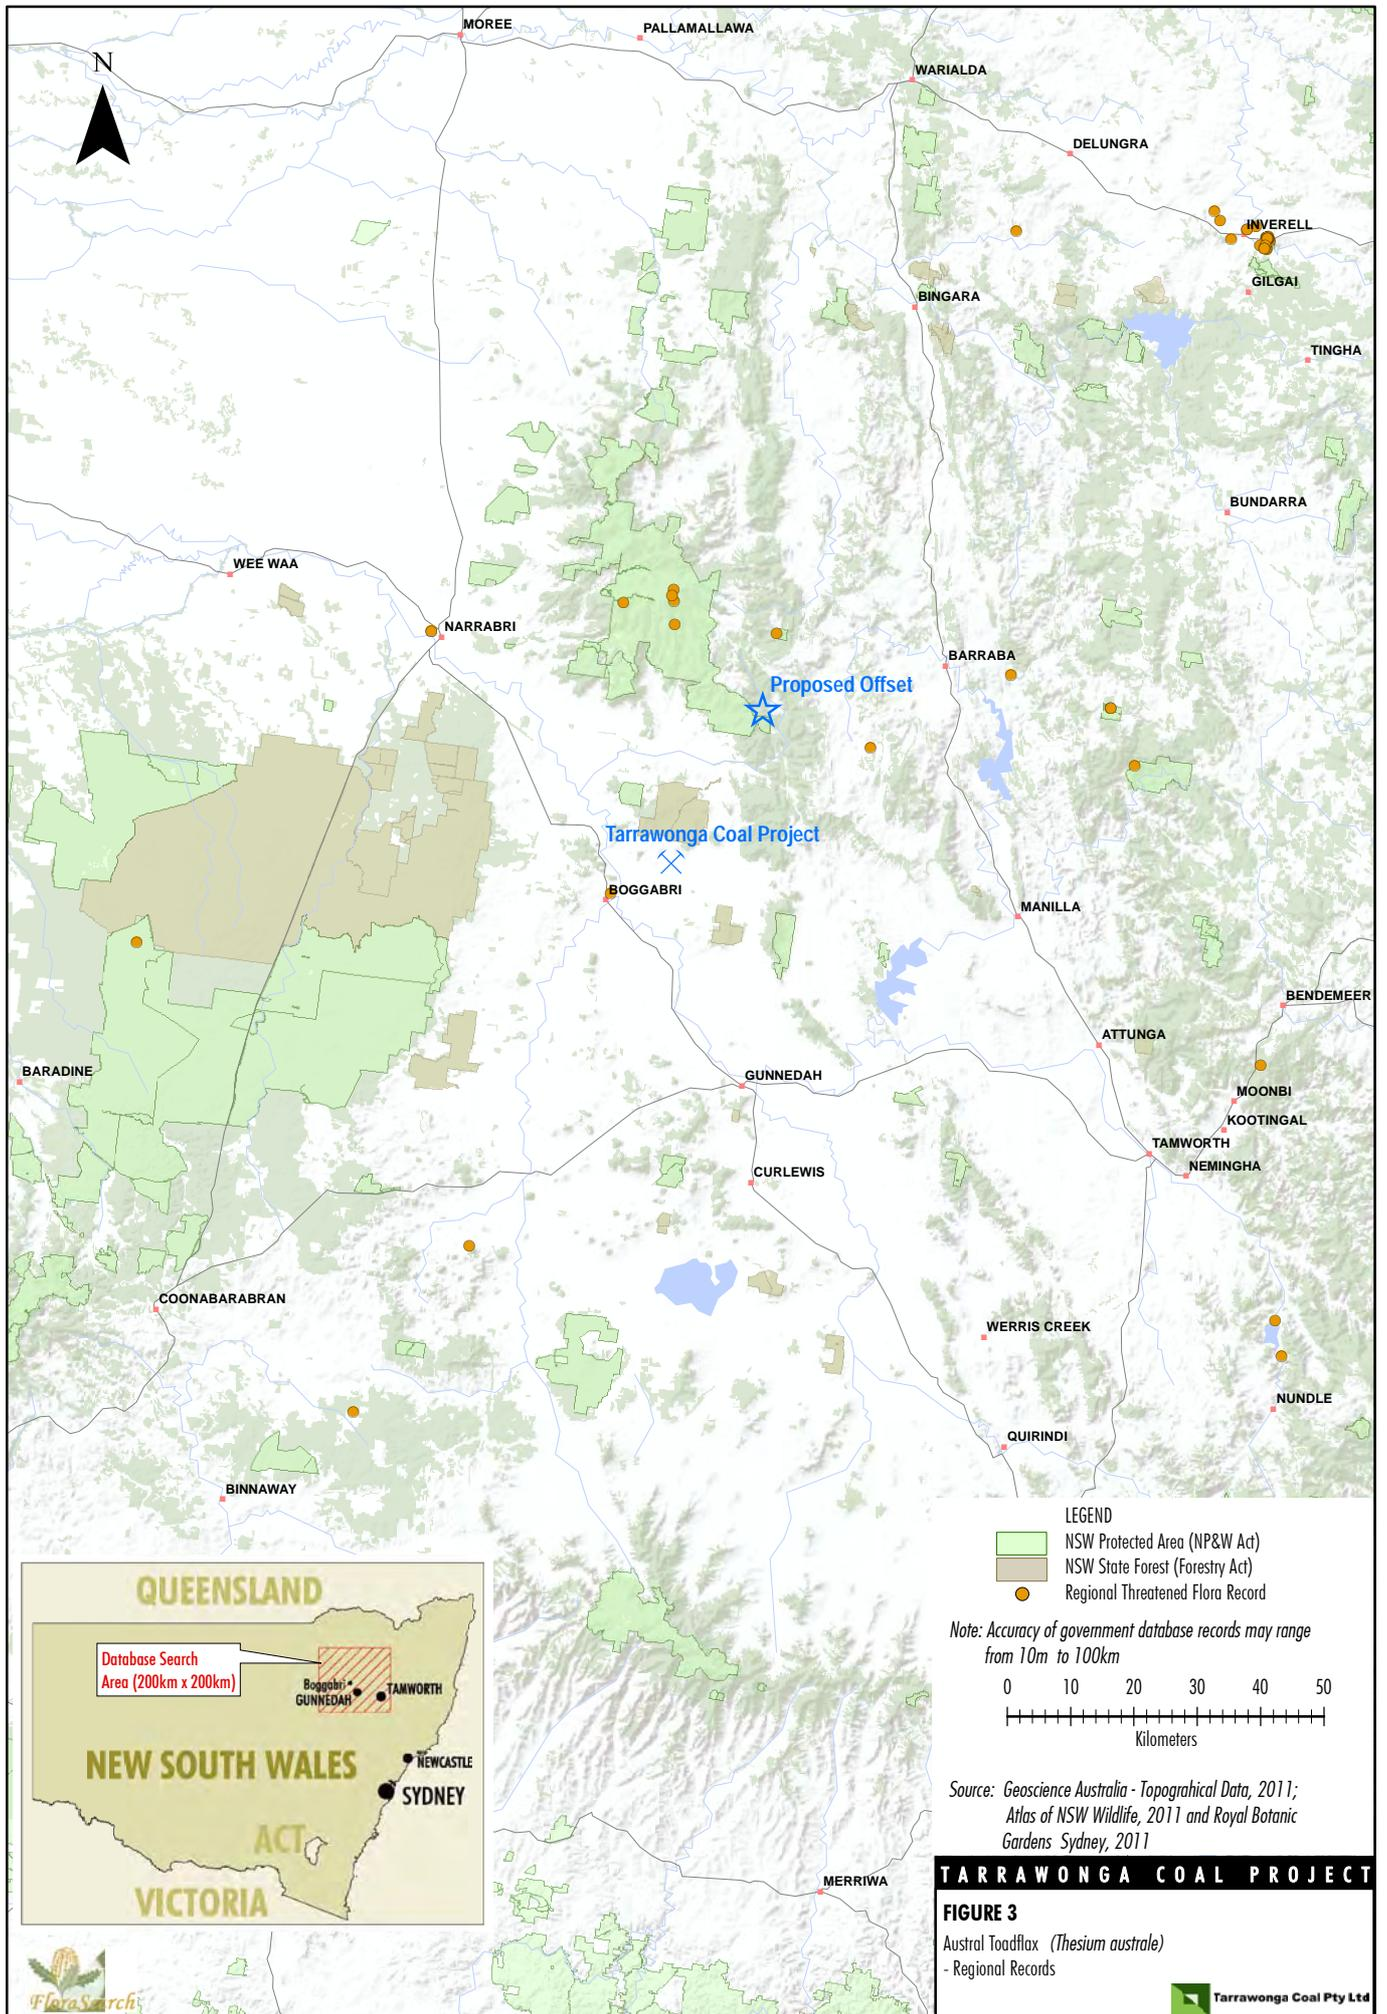 MOREE
PALLAMALLAWA
N
WARIALDA
DELUNGRA
INVERELL
GILGAI
BINGARA
TINGHA
BUNDARRA
WEE WAA
NARRABRI
BARRABA
Proposed Offset
Tarrawonga Coal Project
BOGGABRI
MANILLA
BENDEMEER
ATTUNGA
BARADINE
GUNNEDAH
MOONBI
KOOTINGAL
TAMWORTH
NEMINGHA
CURLEWIS
COONABARABRAN
WERRIS CREEK
NUNDLE
QUIRINDI
BINNAWAY
MERRIWA
LEGEND
NSW Protected Area (NP&W Act)
NSW State Forest (Forestry Act)
Regional Threatened Flora Record
Note: Accuracy of government database records may range
from 10m to 100km
0 10 20 30 40 50
Kilometers
Source: Geoscience Australia - Topograhical Data, 2011;
Atlas of NSW Wildlife, 2011 and Royal Botanic
Gardens Sydney, 2011
QUEENSLAND
Database Search
Area (200km x 200km)
Boggabri
GUNNEDAH
TAMWORTH
NEW SOUTH WALES
NEWCASTLE
SYDNEY
ACT
VICTORIA
FloraSearch
TARRAWONGA COAL PROJECT
FIGURE 3
Austral Toadflax (Thesium australe)
- Regional Records
Tarrawonga Coal Pty Ltd